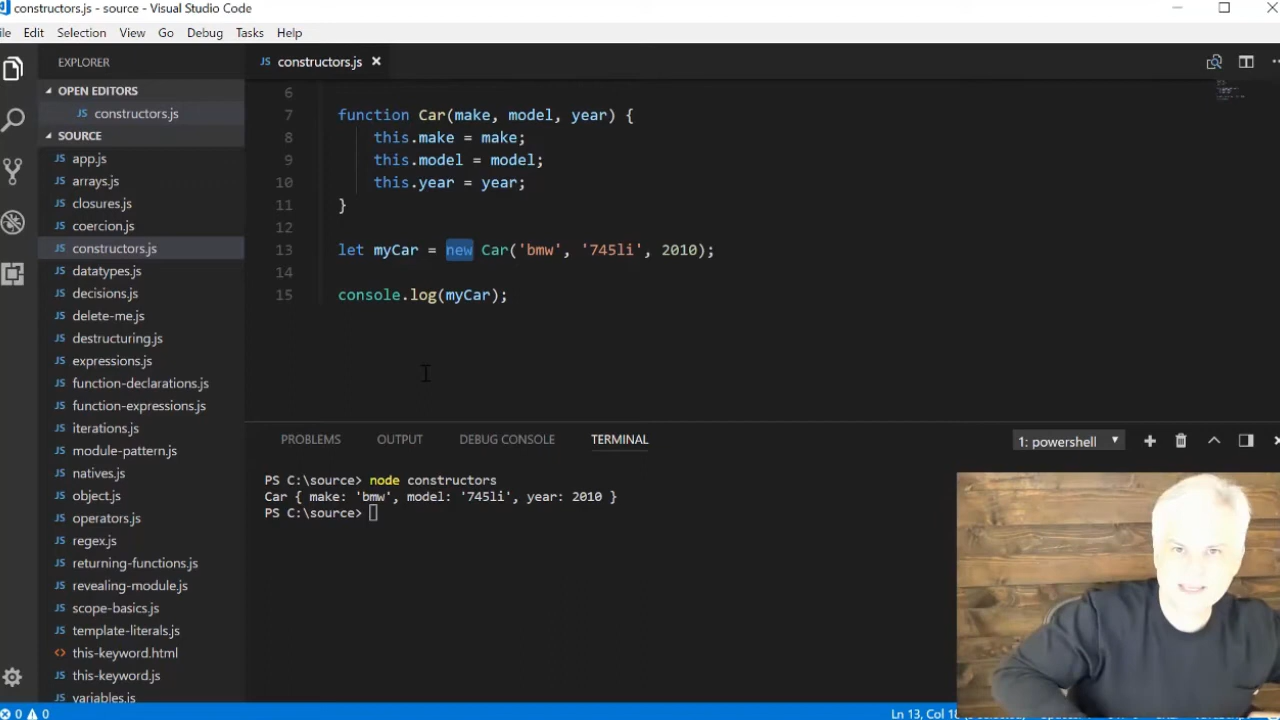 constructors.js - source - Visual Studio Code
Edit Selection View Go Debug Tasks Help
EXPLORER
OPEN EDITORS
JS constructors.js
SOURCE
JS app.js
JS arrays.js
JS closures.js
JS coercion.js
JS constructors.js
JS datatypes.js
JS decisions.js
JS delete-me.js
JS destructuring.js
JS expressions.js
JS function-declarations.js
JS function-expressions.js
JS iterations.js
JS module-pattern.js
JS natives.js
JS object.js
JS operators.js
JS regex.js
JS returning-functions.js
JS revealing-module.js
JS scope-basics.js
JS template-literals.js
<> this-keyword.html
JS this-keyword.js
JS variables.js
JS constructors.js ×
6
7 function Car(make, model, year) {
8 this.make = make;
9 this.model = model;
10 this.year = year;
11 }
12
13 let myCar = new Car('bmw', '745li', 2010);
14
15 console.log(myCar);
PROBLEMS OUTPUT DEBUG CONSOLE TERMINAL
1: powershell
PS C:\source> node constructors
Car { make: 'bmw', model: '745li', year: 2010 }
PS C:\source>
0 0
Ln 13, Col